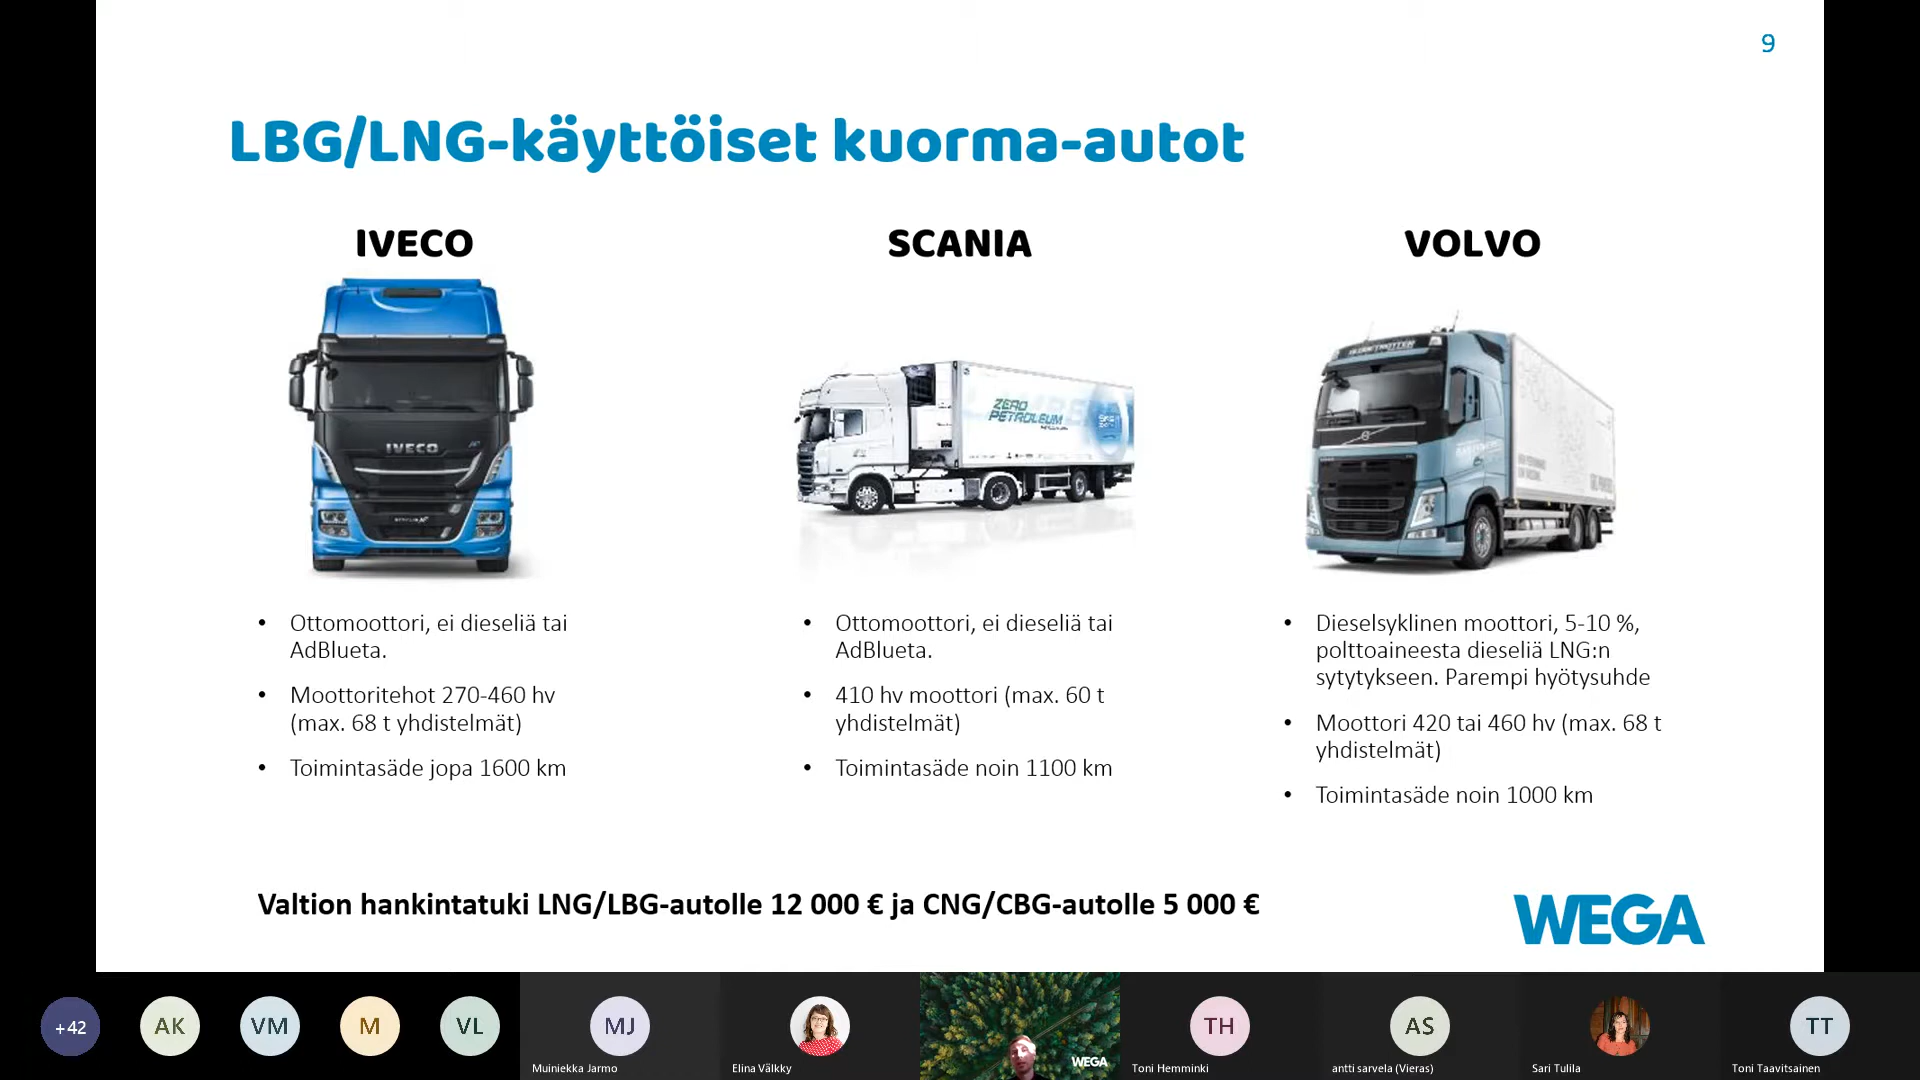 9
LBG/LNG-käyttöiset kuorma-autot
IVECO
SCANIA
VOLVO
IVECO
ZERO
PETROLEUM
• Ottomoottori, ei dieseliä tai
AdBlueta.
• Moottoritehot 270-460 hv
(max. 68 t yhdistelmät)
• Toimintasäde jopa 1600 km
• Ottomoottori, ei dieseliä tai
AdBlueta.
• 410 hv moottori (max. 60 t
yhdistelmät)
• Toimintasäde noin 1100 km
• Dieselsyklinen moottori, 5-10 %,
polttoaineesta dieseliä LNG:n
sytytykseen. Parempi hyötysuhde
• Moottori 420 tai 460 hv (max. 68 t
yhdistelmät)
• Toimintasäde noin 1000 km
Valtion hankintatuki LNG/LBG-autolle 12 000 € ja CNG/CBG-autolle 5 000 €
WEGA
+42
AK
VM
M
VL
MJ
Muiniekka Jarmo
Elina Välkky
WEGA
TH
Toni Hemminki
AS
antti sarvela (Vieras)
Sari Tulila
TT
Toni Taavitsainen